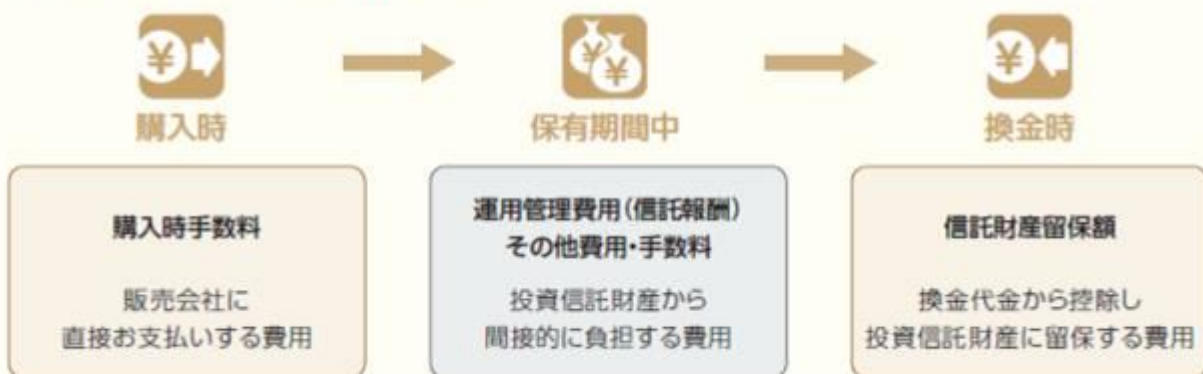 購入時
保有期間中
換金時
購入時手数料
販売会社に
直接お支払いする費用
運用管理費用(信託報酬)
その他費用・手数料
投資信託財産から
間接的に負担する費用
信託財産留保額
換金代金から控除し
投資信託財産に留保する費用